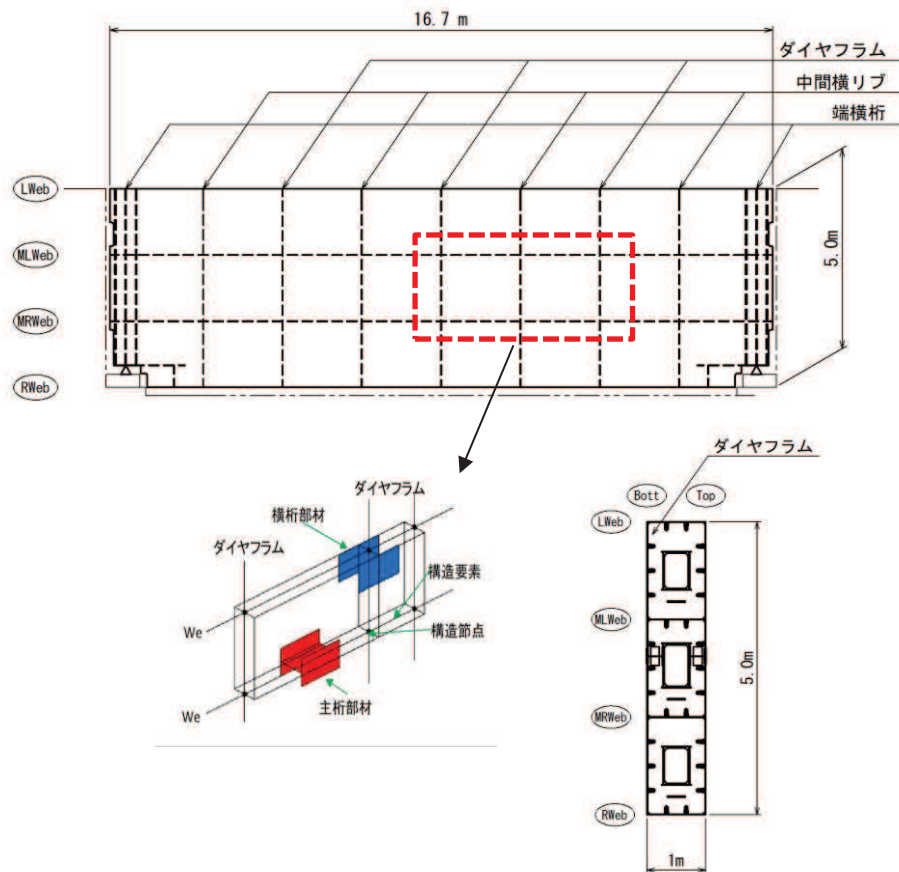 16.7 m
ダイヤフラム
中間横リブ
端横桁
LWeb
MLWeb
MRWeb
RWeb
5.0m
ダイヤフラム
横桁部材
ダイヤフラム
構造要素
構造節点
We
We
主桁部材
ダイヤフラム
Bott
Top
LWeb
MLWeb
MRWeb
RWeb
5.0m
1m